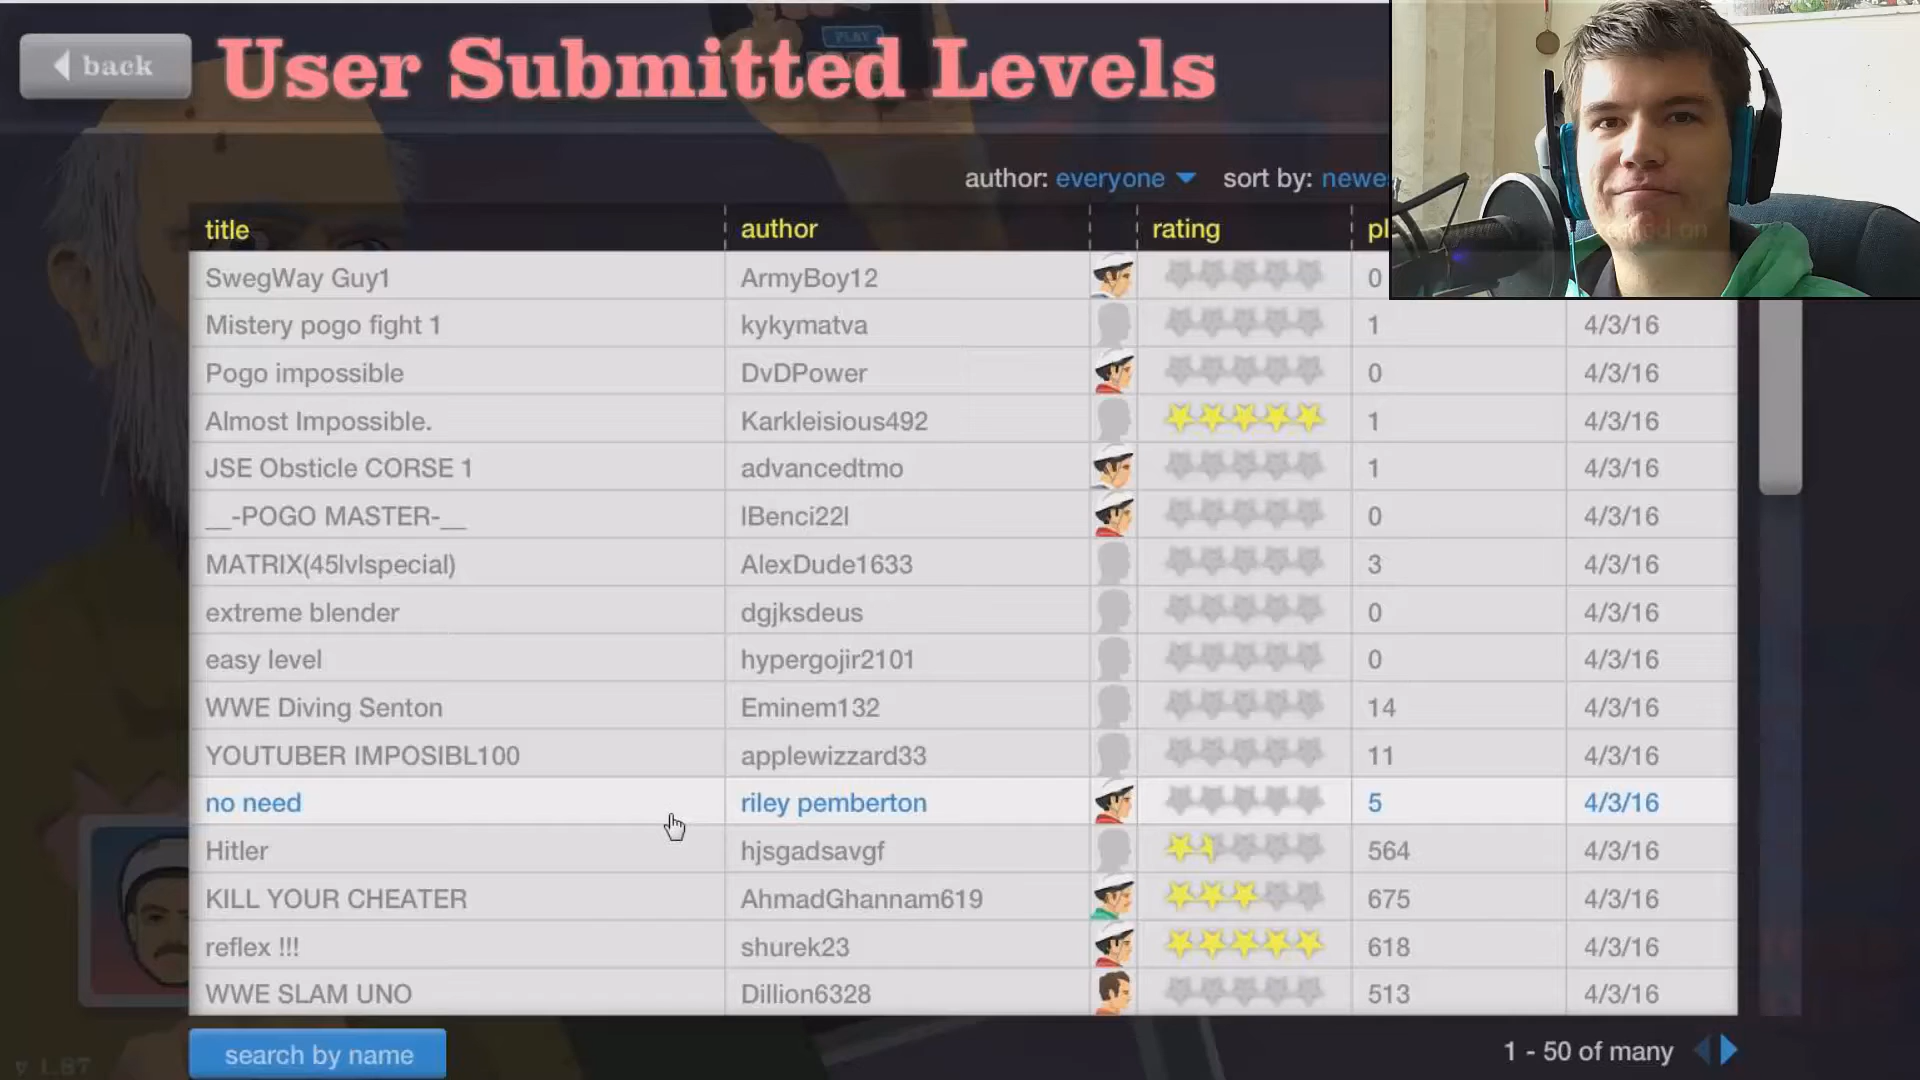 back
User Submitted Levels
PLAY
author: everyone sort by: newe
title author rating pl
SwegWay Guy1 ArmyBoy12 0
Mistery pogo fight 1 kykymatva 1 4/3/16
Pogo impossible DvDPower 0 4/3/16
Almost Impossible. Karkleisious492 1 4/3/16
JSE Obsticle CORSE 1 advancedtmo 1 4/3/16
__-POGO MASTER-__ lBenci22l 0 4/3/16
MATRIX(45lvlspecial) AlexDude1633 3 4/3/16
extreme blender dgjksdeus 0 4/3/16
easy level hypergojir2101 0 4/3/16
WWE Diving Senton Eminem132 14 4/3/16
YOUTUBER IMPOSIBL100 applewizzard33 11 4/3/16
no need riley pemberton 5 4/3/16
Hitler hjsgadsavgf 564 4/3/16
KILL YOUR CHEATER AhmadGhannam619 675 4/3/16
reflex !!! shurek23 618 4/3/16
WWE SLAM UNO Dillion6328 513 4/3/16
search by name 1 - 50 of many
v 1.87